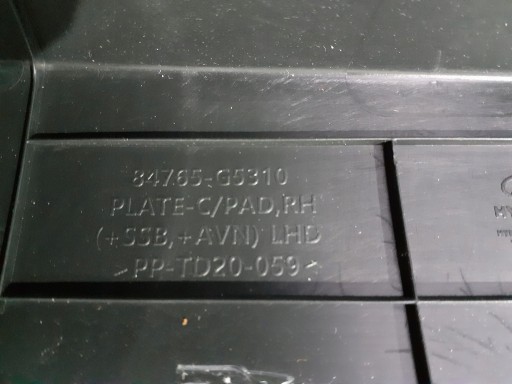 84765-G5310
PLATE-C/PAD,RH
(+SSB,+AVN) LHD
>PP-TD20-059<